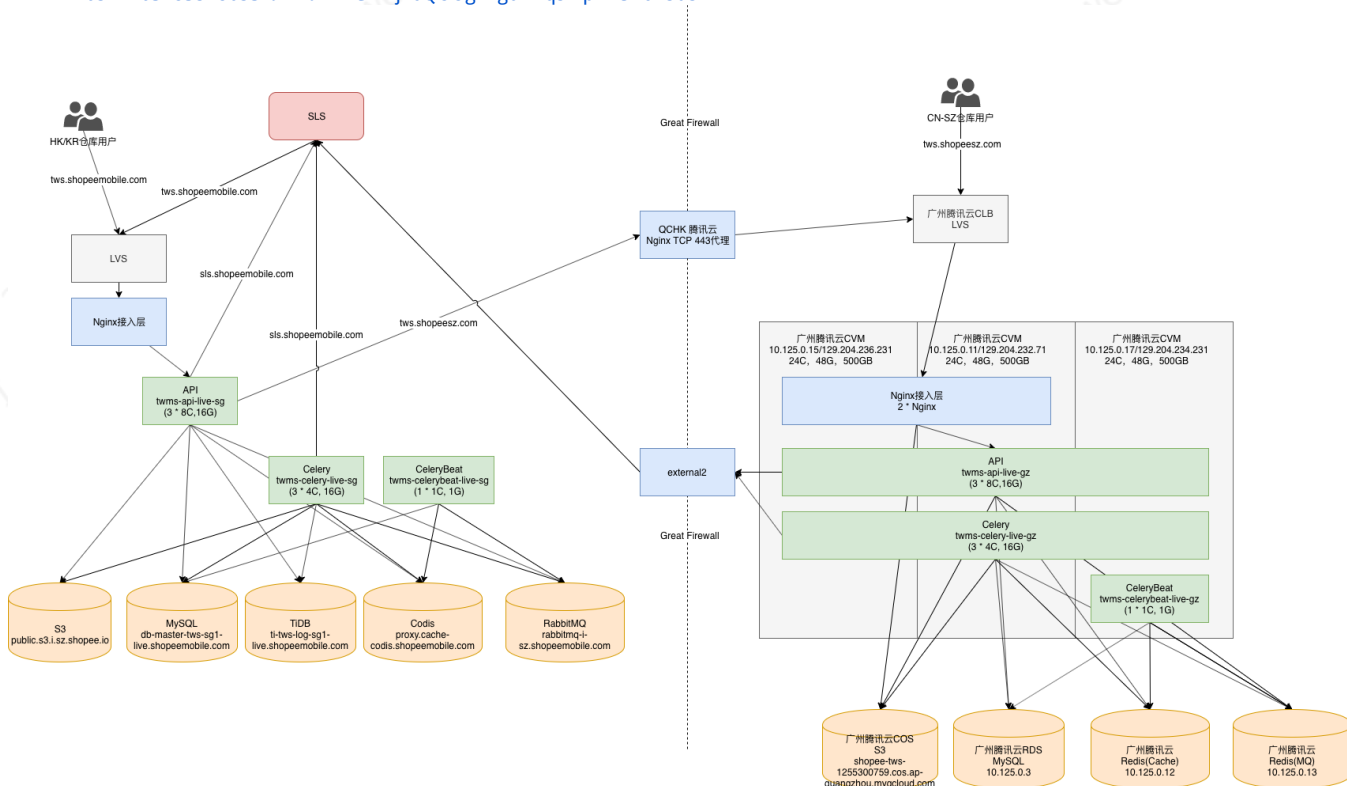 SLS
Great Firewall
HK/KR仓库用户
CN-SZ仓库用户
tws.shopeesz.com
tws.shopeemobile.com
tws.shopeemobile.com
LVS
sls.shopeemobile.com
Nginx接入层
sls.shopeemobile.com
tws.shopeesz.com
QCHK 腾讯云
Nginx TCP 443代理
广州腾讯云CLB
LVS
API
twms-api-live-sg
(3 * 8C,16G)
Celery
twms-celery-live-sg
(3 * 4C, 16G)
CeleryBeat
twms-celerybeat-live-sg
(1 * 1C, 1G)
external2
Great Firewall
S3
public.s3.i.sz.shopee.io
MySQL
db-master-tws-sg1-
live.shopeemobile.com
TiDB
ti-tws-log-sg1-
live.shopeemobile.com
Codis
proxy.cache-
codis.shopeemobile.com
RabbitMQ
rabbitmq-i-
sz.shopeemobile.com
广州腾讯云CVM
10.125.0.15/129.204.236.231
24C，48G，500GB
广州腾讯云CVM
10.125.0.11/129.204.232.71
24C，48G，500GB
广州腾讯云CVM
10.125.0.17/129.204.234.231
24C，48G，500GB
Nginx接入层
2 * Nginx
API
twms-api-live-gz
(3 * 8C,16G)
Celery
twms-celery-live-gz
(3 * 4C, 16G)
CeleryBeat
twms-celerybeat-live-gz
(1 * 1C, 1G)
广州腾讯云COS
S3
shopee-tws-
1255300759.cos.ap-
guangzhou.myqcloud.com
广州腾讯云RDS
MySQL
10.125.0.3
广州腾讯云
Redis(Cache)
10.125.0.12
广州腾讯云
Redis(MQ)
10.125.0.13